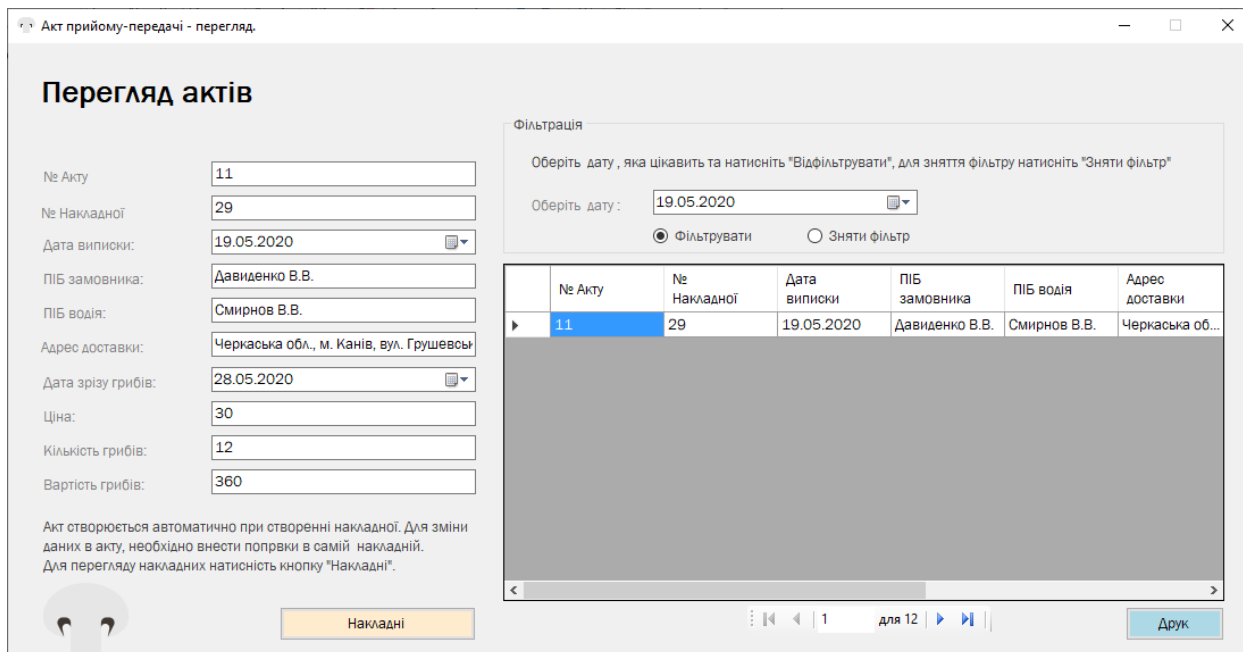 Акт прийому-передачі - перегляд.
Перегляд актів
№ Акту 11
№ Накладної 29
Дата виписки: 19.05.2020
ПІБ замовника: Давиденко В.В.
ПІБ водія: Смирнов В.В.
Адрес доставки: Черкаська обл., м. Канів, вул. Грушевськ
Дата зрізу грибів: 28.05.2020
Ціна: 30
Кількість грибів: 12
Вартість грибів: 360
Акт створюється автоматично при створенні накладної. Для зміни
даних в акту, необхідно внести попрвки в самій накладній.
Для перегляду накладних натисність кнопку "Накладні".
Накладні
Фільтрація
Оберіть дату , яка цікавить та натисніть "Відфільтрувати", для зняття фільтру натисніть "Зняти фільтр"
Оберіть дату : 19.05.2020
Фільтрувати Зняти фільтр
№ Акту № Накладної Дата виписки ПІБ замовника ПІБ водія Адрес доставки
11 29 19.05.2020 Давиденко В.В. Смирнов В.В. Черкаська об...
1 для 12
Друк